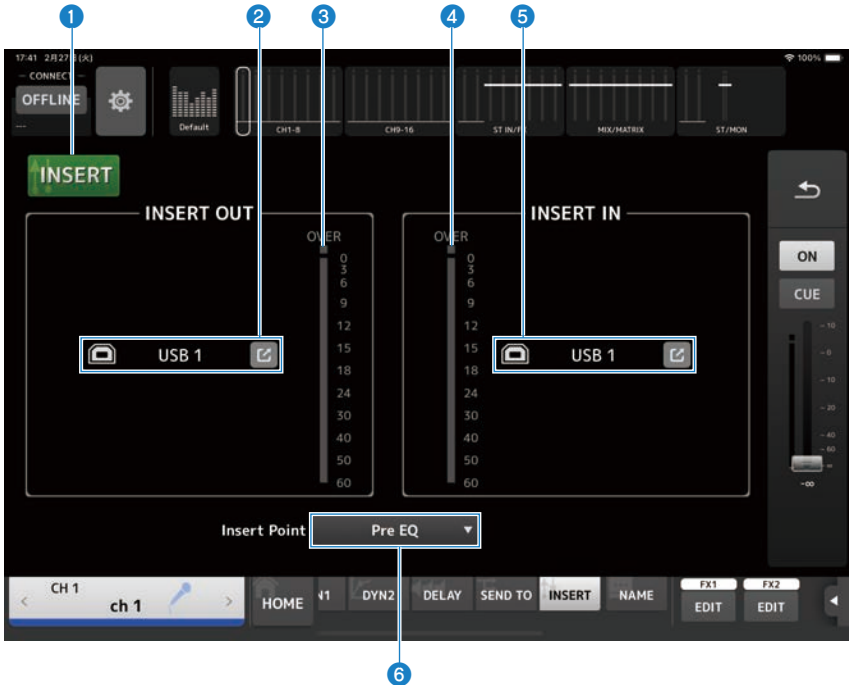 1 2 3 4 5
17:41 2月27日(火)
100%
CONNECT
OFFLINE
---
Default
CH1-8
CH9-16
ST IN/FX
MIX/MATRIX
ST/MON
INSERT
INSERT OUT
INSERT IN
OVER
0
3
6
9
12
15
18
24
30
40
50
60
USB 1
OVER
0
3
6
9
12
15
18
24
30
40
50
60
USB 1
ON
CUE
10
0
10
20
40
60
∞
-∞
Insert Point
Pre EQ
CH 1
ch 1
HOME
DYN2
DELAY
SEND TO
INSERT
NAME
FX1
EDIT
FX2
EDIT
6